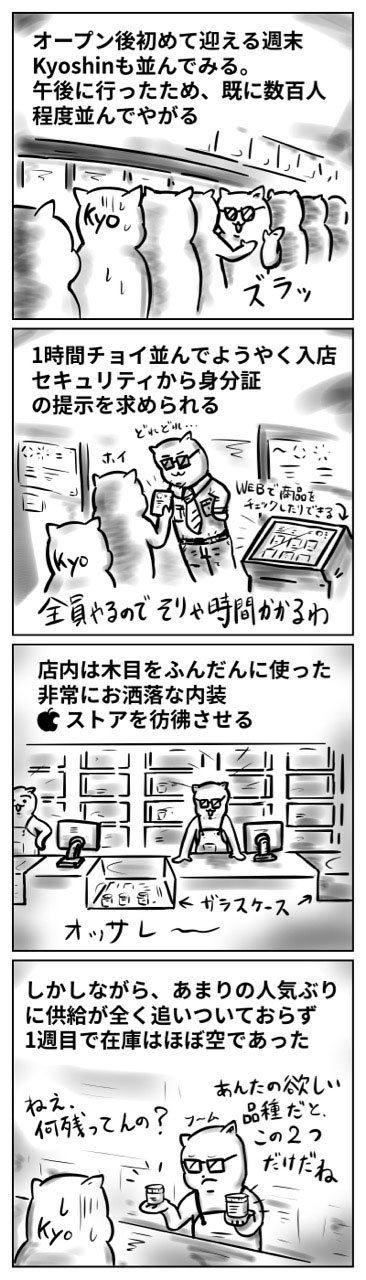 オープン後初めて迎える週末
Kyoshinも並んでみる。
午後に行ったため、既に数百人
程度並んでやがる
Kyo
ズラッ
1時間チョイ並んでようやく入店
セキュリティから身分証
の提示を求められる
どれどれ…
ホイ
WEBで商品を
チェックしたりできる
Kyo
全員やるのでそりゃ時間かかるわ
店内は木目をふんだんに使った
非常にお洒落な内装
ストアを彷彿させる
ガラスケース
オッサレ〜
しかしながら、あまりの人気ぶり
に供給が全く追いついておらず
1週目で在庫はほぼ空であった
あんたの欲しい
品種だと、
この2つ
だけだね
フーム
ねぇ、
何残ってんの？
Kyo